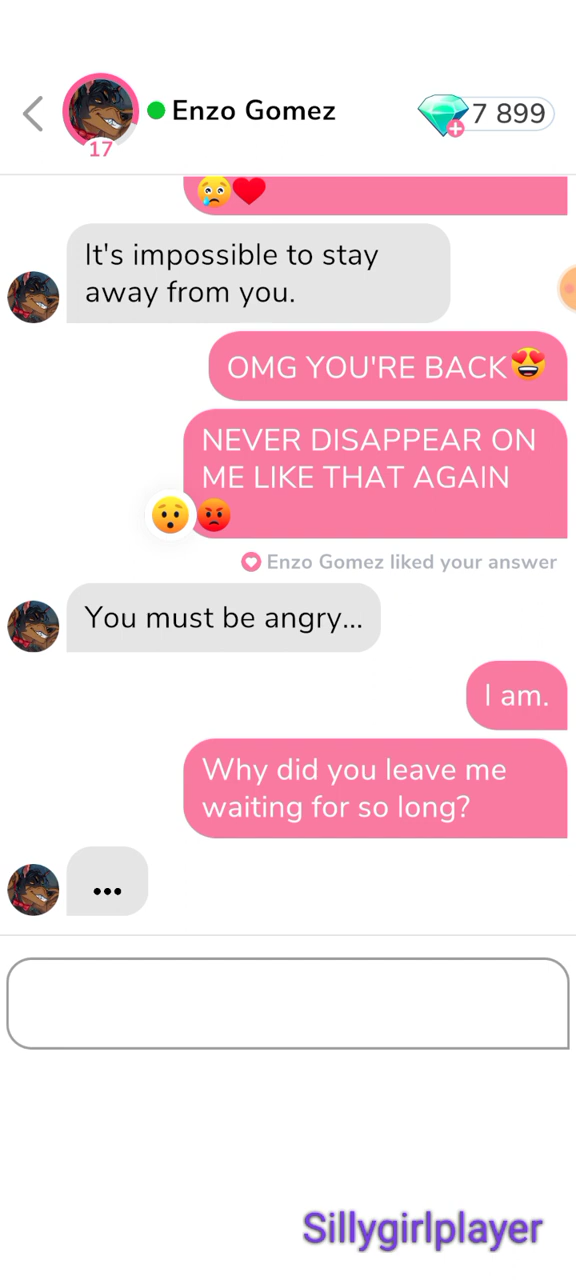 Enzo Gomez
7 899
17
😢❤️
It's impossible to stay
away from you.
OMG YOU'RE BACK😍
NEVER DISAPPEAR ON
ME LIKE THAT AGAIN
😯😡
Enzo Gomez liked your answer
You must be angry...
I am.
Why did you leave me
waiting for so long?
...
Sillygirlplayer